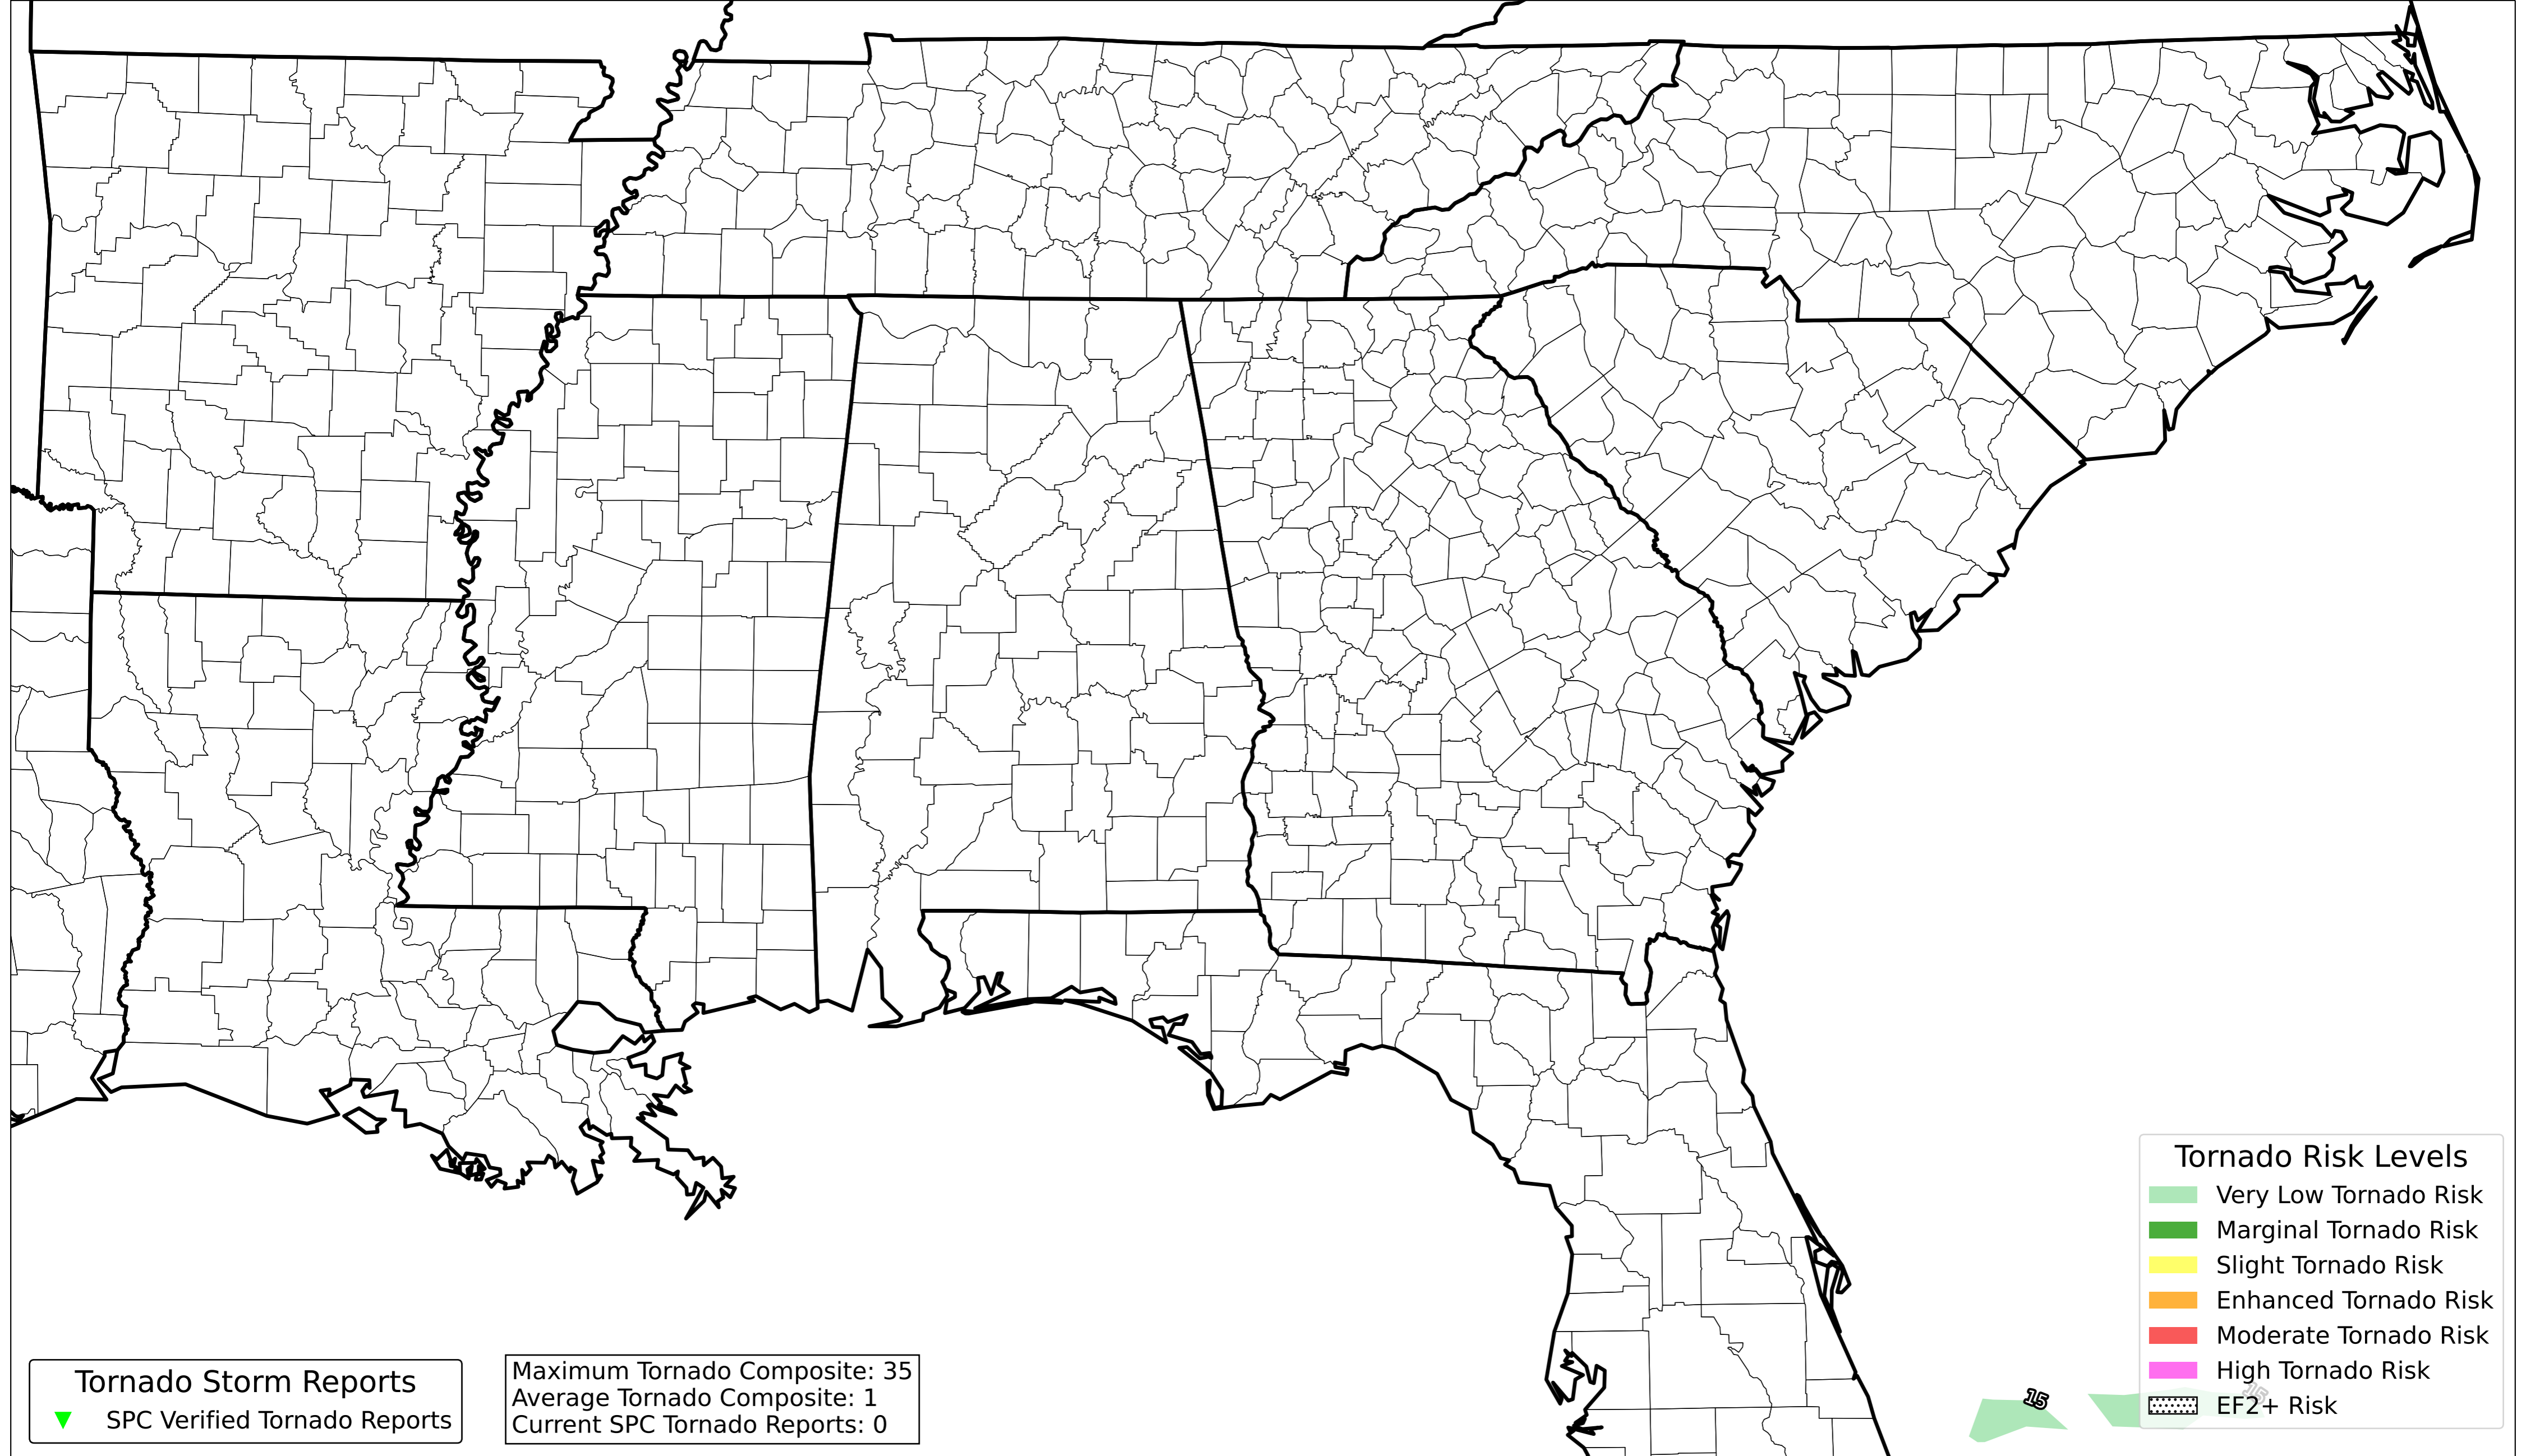 Tornado Risk Levels
Very Low Tornado Risk
Marginal Tornado Risk
Slight Tornado Risk
Enhanced Tornado Risk
Moderate Tornado Risk
High Tornado Risk
EF2+ Risk
15
15
Tornado Storm Reports
SPC Verified Tornado Reports
Maximum Tornado Composite: 35
Average Tornado Composite: 1
Current SPC Tornado Reports: 0